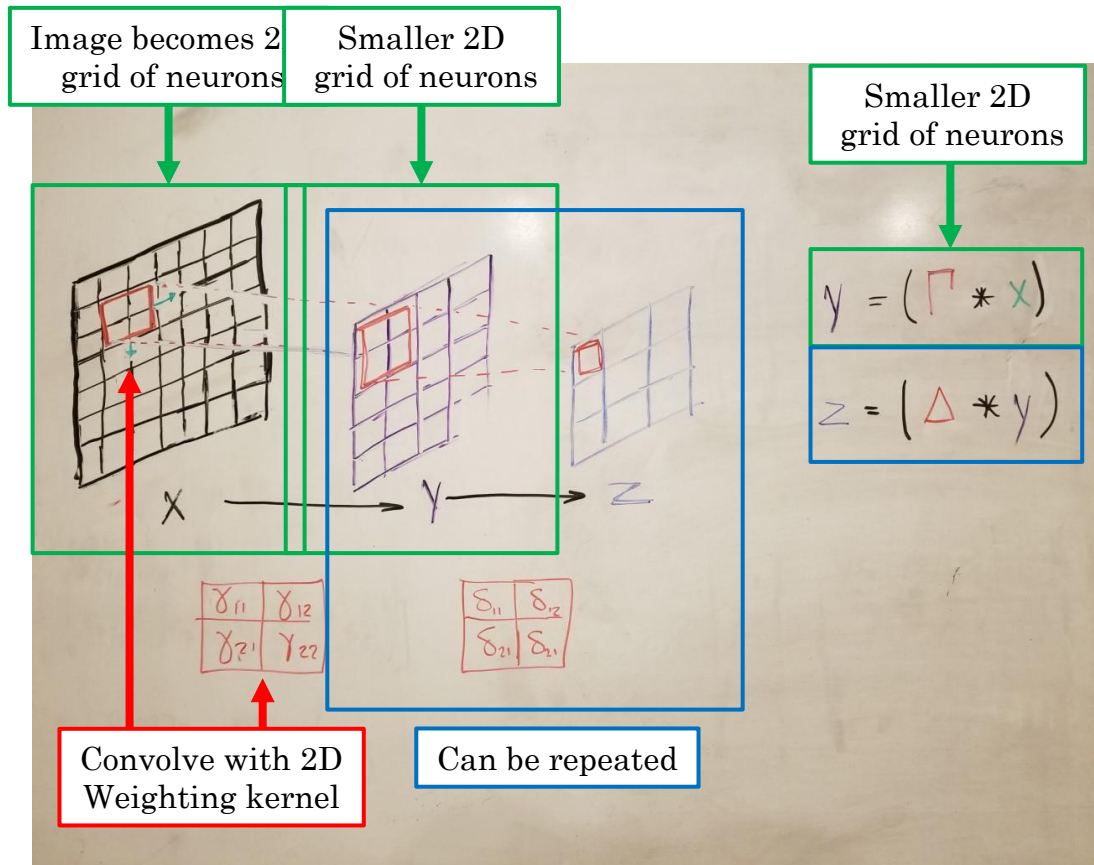 Image becomes 2
grid of neurons
Smaller 2D
grid of neurons
Smaller 2D
grid of neurons
y = (Γ * x)
z = (Δ * y)
x → y → z
γ11 γ12
γ21 γ22
δ11 δ12
δ21 δ21
Convolve with 2D
Weighting kernel
Can be repeated